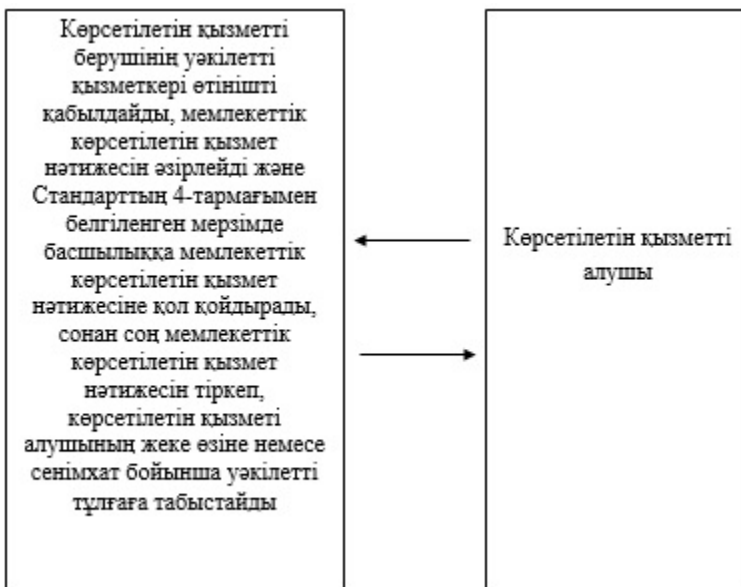 Көрсетілетін қызметті
берушінің уәкілетті
қызметкері өтінішті
қабылдайды, мемлекеттік
көрсетілетін қызмет
нәтижесін әзірлейді және
Стандарттың 4-тармағымен
белгіленген мерзімде
басшылыққа мемлекеттік
көрсетілетін қызмет
нәтижесіне қол қойдырады,
сонан соң мемлекеттік
көрсетілетін қызмет
нәтижесін тіркеп,
көрсетілетін қызметі
алушының жеке өзіне немесе
сенімхат бойынша уәкілетті
тұлғаға табыстайды
Көрсетілетін қызметті
алушы